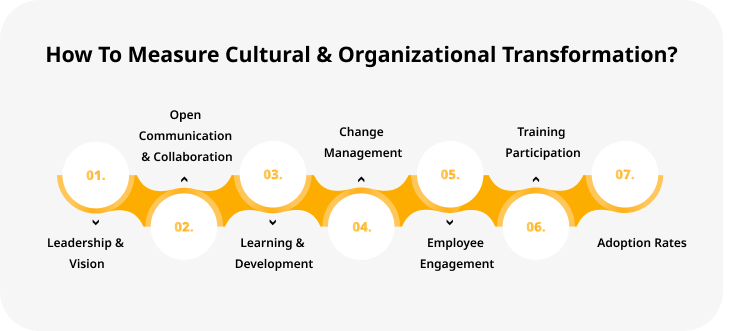 How To Measure Cultural & Organizational Transformation?
01.
Leadership &
Vision
Open
Communication
& Collaboration
02.
03.
Learning &
Development
Change
Management
04.
05.
Employee
Engagement
Training
Participation
06.
07.
Adoption Rates